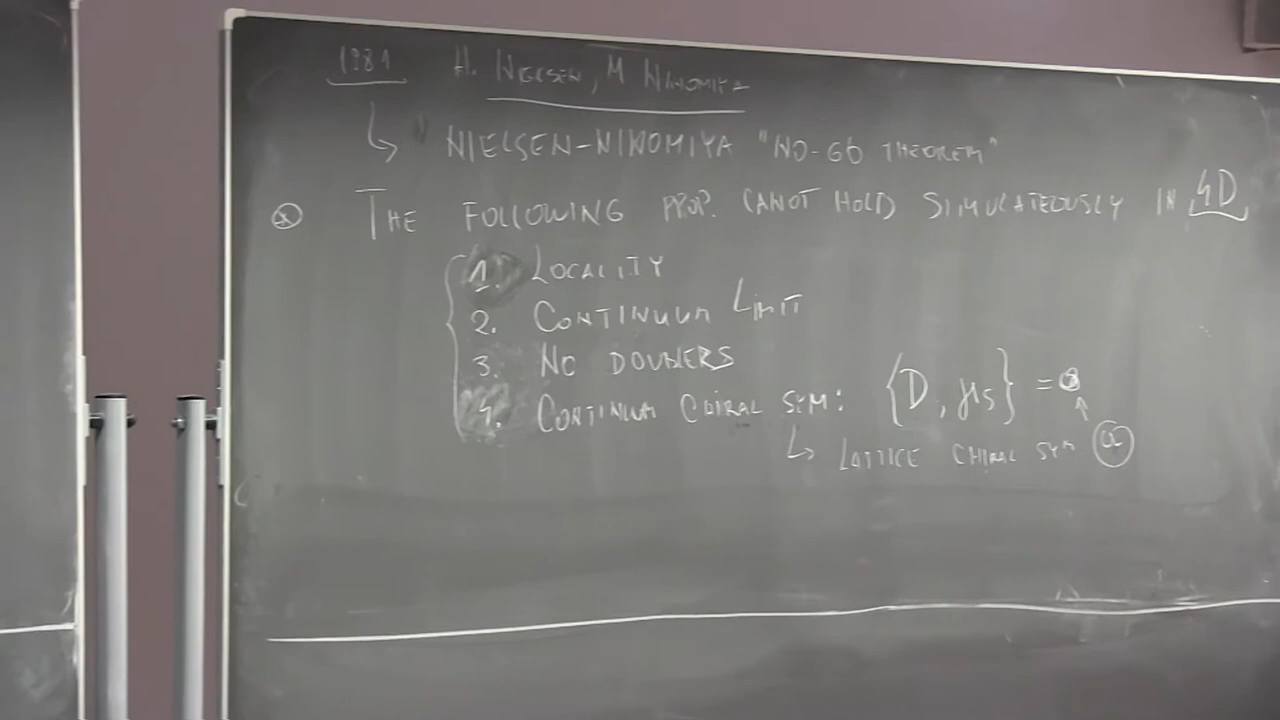 1981 H. NIELSEN, M NINOMIYA
↳ NIELSEN-NINOMIYA "NO-GO THEOREM"
ⓧ THE FOLLOWING PROP. CANOT HOLD SIMULATEOUSLY IN 4D
1. LOCALITY
2. CONTINUUM LIMIT
3. NO DOUBLERS
4. CONTINUUM CHIRAL SYM: {D, γ5} = 0
↳ LATTICE CHIRAL SYM.